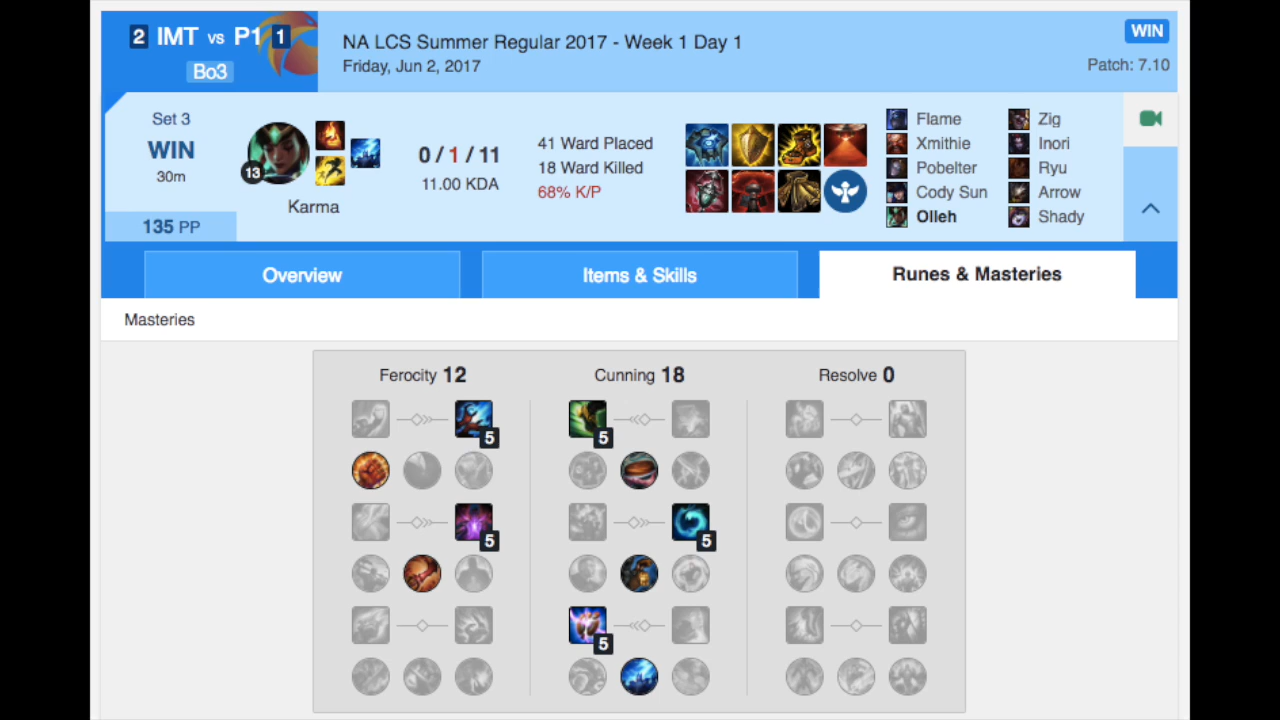 2 IMT vs P1 1
Bo3
NA LCS Summer Regular 2017 - Week 1 Day 1
Friday, Jun 2, 2017
WIN
Patch: 7.10
Set 3
WIN
30m
135 PP
13
Karma
0 / 1 / 11
11.00 KDA
41 Ward Placed
18 Ward Killed
68% K/P
Flame
Xmithie
Pobelter
Cody Sun
Olleh
Zig
Inori
Ryu
Arrow
Shady
Overview
Items & Skills
Runes & Masteries
Masteries
Ferocity 12
Cunning 18
Resolve 0
5
5
5
5
5